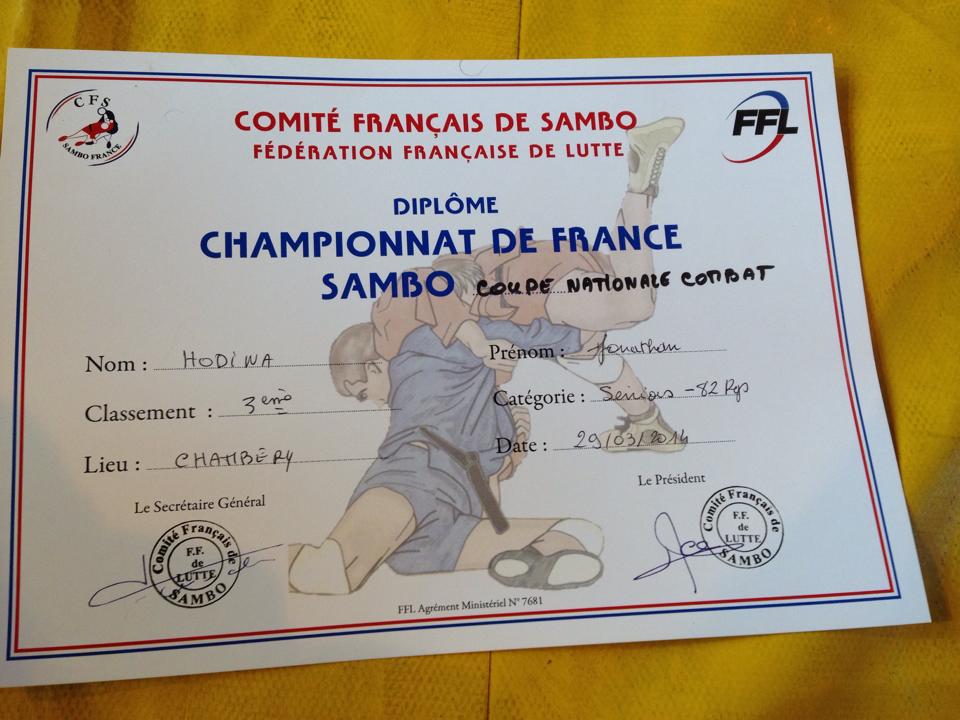 CFS
SAMBO FRANCE
COMITÉ FRANÇAIS DE SAMBO
FFL
FÉDÉRATION FRANÇAISE DE LUTTE
DIPLÔME
CHAMPIONNAT DE FRANCE
SAMBO COUPE NATIONALE COMBAT
Nom : HODINA Prénom : Jonathan
Classement : 3eme Catégorie : Seniors -82 Kgs
Lieu : CHAMBERY Date : 29/03/2014
Le Secrétaire Général Le Président
Comité Français de SAMBO
F.F.
de
LUTTE
Comité Français de SAMBO
F.F.
de
LUTTE
FFL Agrément Ministériel N° 7681